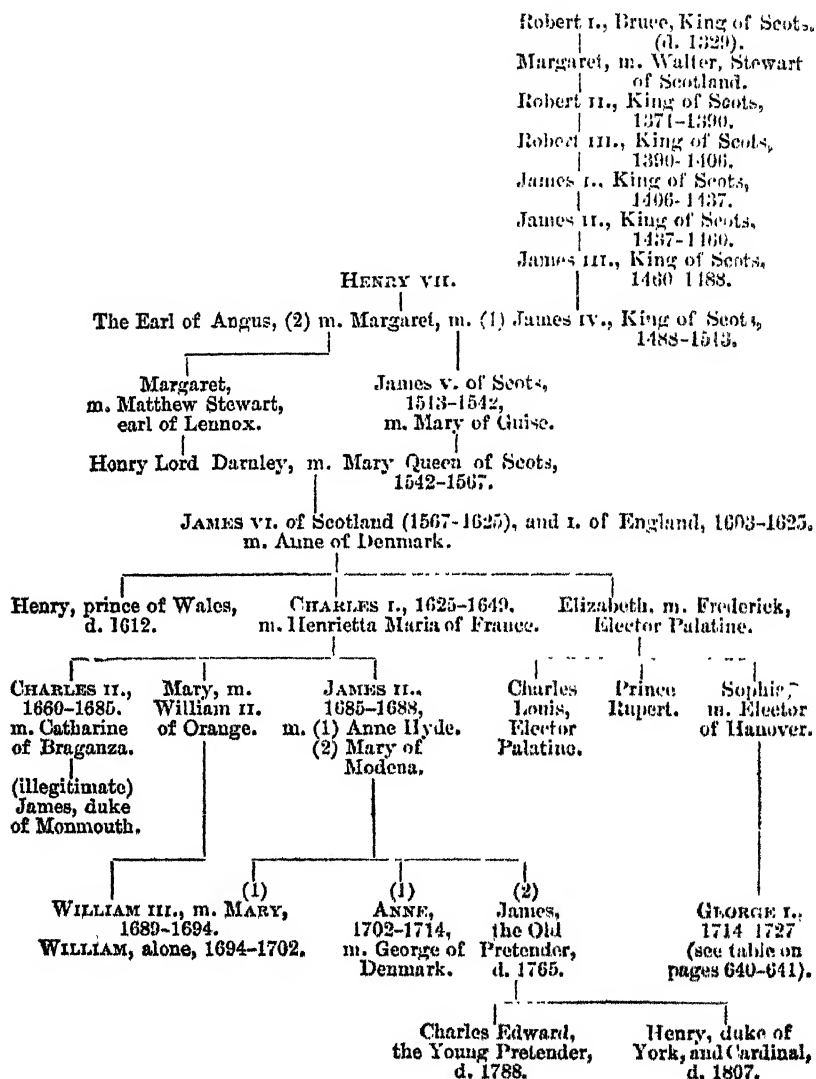 Robert I., Bruce, King of Scots,
(d. 1329).
Margaret, m. Walter, Stewart
of Scotland.
Robert II., King of Scots,
1371-1390.
Robert III., King of Scots,
1390-1406.
James I., King of Scots,
1406-1437.
James II., King of Scots,
1437-1460.
James III., King of Scots,
1460 1488.
HENRY VII.
The Earl of Angus, (2) m. Margaret, m. (1) James IV., King of Scots,
1488-1513.
Margaret,
m. Matthew Stewart,
earl of Lennox.
James V. of Scots,
1513-1542,
m. Mary of Guise.
Henry Lord Darnley, m. Mary Queen of Scots,
1542-1567.
JAMES VI. of Scotland (1567-1625), and I. of England, 1603-1625.
m. Anne of Denmark.
Henry, prince of Wales,
d. 1612.
CHARLES I., 1625-1649.
m. Henrietta Maria of France.
Elizabeth. m. Frederick,
Elector Palatine.
CHARLES II.,
1660-1685.
m. Catharine
of Braganza.
(illegitimate)
James, duke
of Monmouth.
Mary, m.
William II.
of Orange.
JAMES II.,
1685-1688,
m. (1) Anne Hyde.
(2) Mary of
Modena.
Charles
Louis,
Elector
Palatine.
Prince
Rupert.
Sophia,
m. Elector
of Hanover.
(1)
WILLIAM III., m. MARY,
1689-1694.
WILLIAM, alone, 1694-1702.
(1)
ANNE,
1702-1714,
m. George of
Denmark.
(2)
James,
the Old
Pretender,
d. 1765.
GEORGE I.,
1714 1727
(see table on
pages 640-641).
Charles Edward,
the Young Pretender,
d. 1788.
Henry, duke of
York, and Cardinal,
d. 1807.